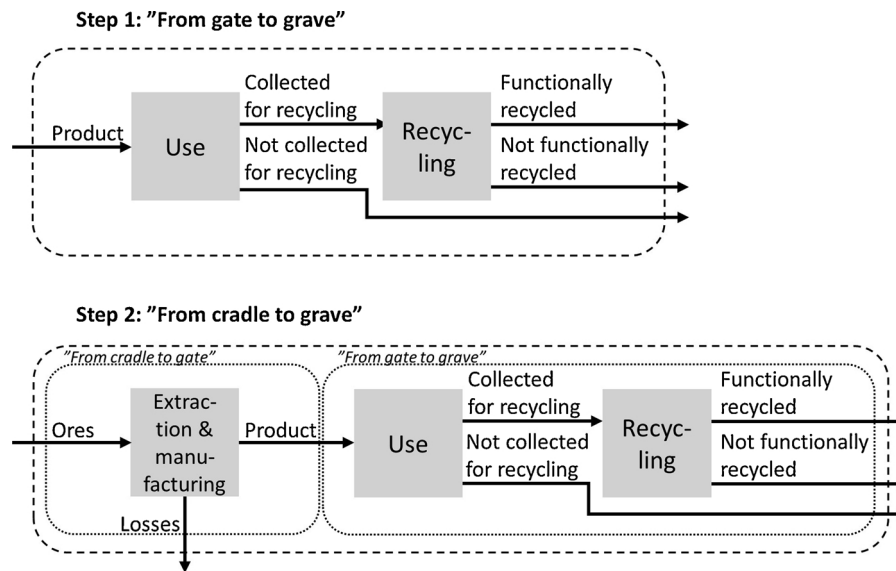 Step 1: ”From gate to grave”
Product
Use
Collected
for recycling
Not collected
for recycling
Recyc-
ling
Functionally
recycled
Not functionally
recycled
Step 2: ”From cradle to grave”
”From cradle to gate”
”From gate to grave”
Ores
Extrac-
tion &
manu-
facturing
Losses
Product
Use
Collected
for recycling
Not collected
for recycling
Recyc-
ling
Functionally
recycled
Not functionally
recycled